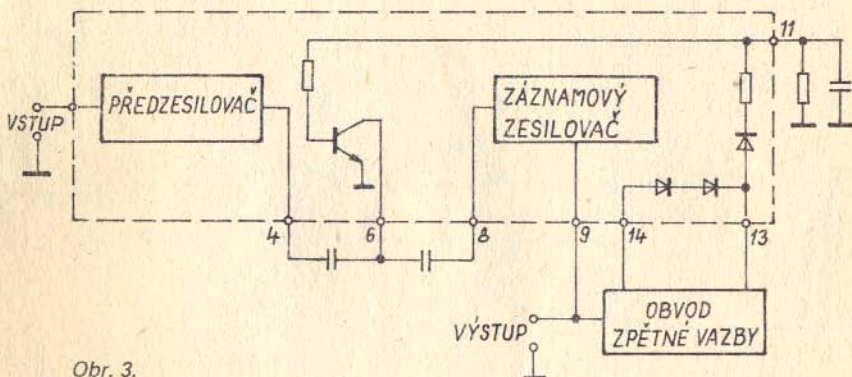 11
VSTUP
PŘEDZESILOVAČ
ZÁZNAMOVÝ
ZESILOVAČ
4
6
8
9
14
13
VÝSTUP
OBVOD
ZPĚTNÉ VAZBY
Obr. 3.